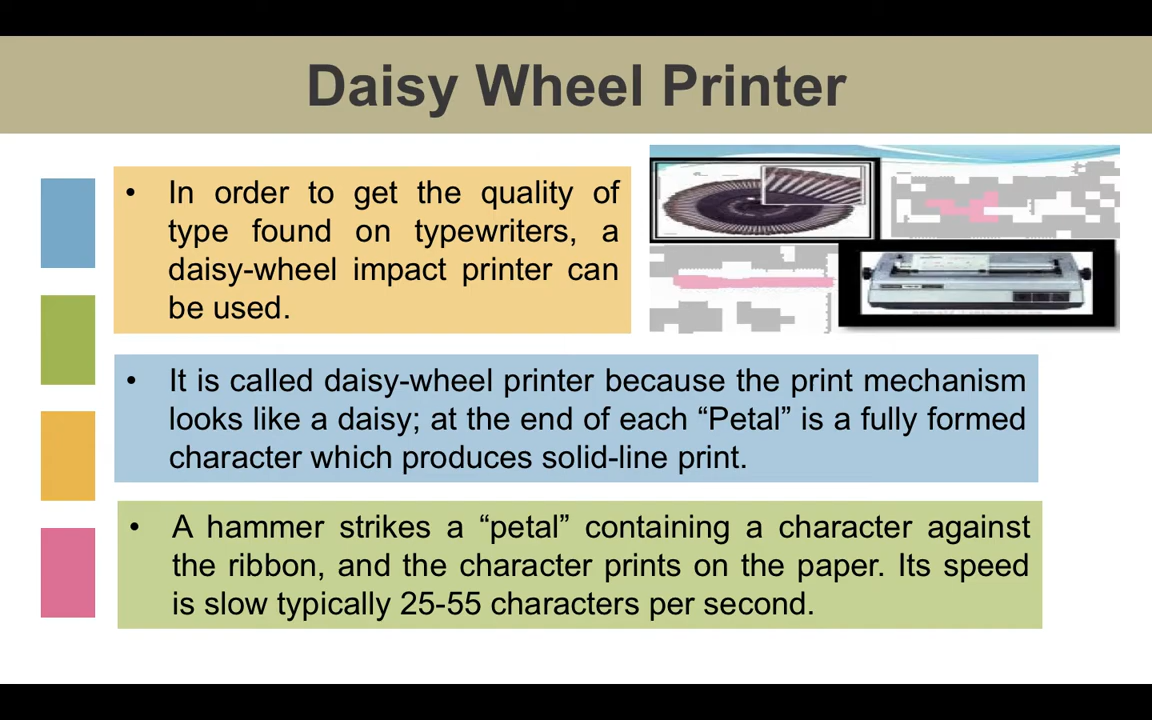 Daisy Wheel Printer
• In order to get the quality of
type found on typewriters, a
daisy-wheel impact printer can
be used.
• It is called daisy-wheel printer because the print mechanism
looks like a daisy; at the end of each “Petal” is a fully formed
character which produces solid-line print.
• A hammer strikes a “petal” containing a character against
the ribbon, and the character prints on the paper. Its speed
is slow typically 25-55 characters per second.